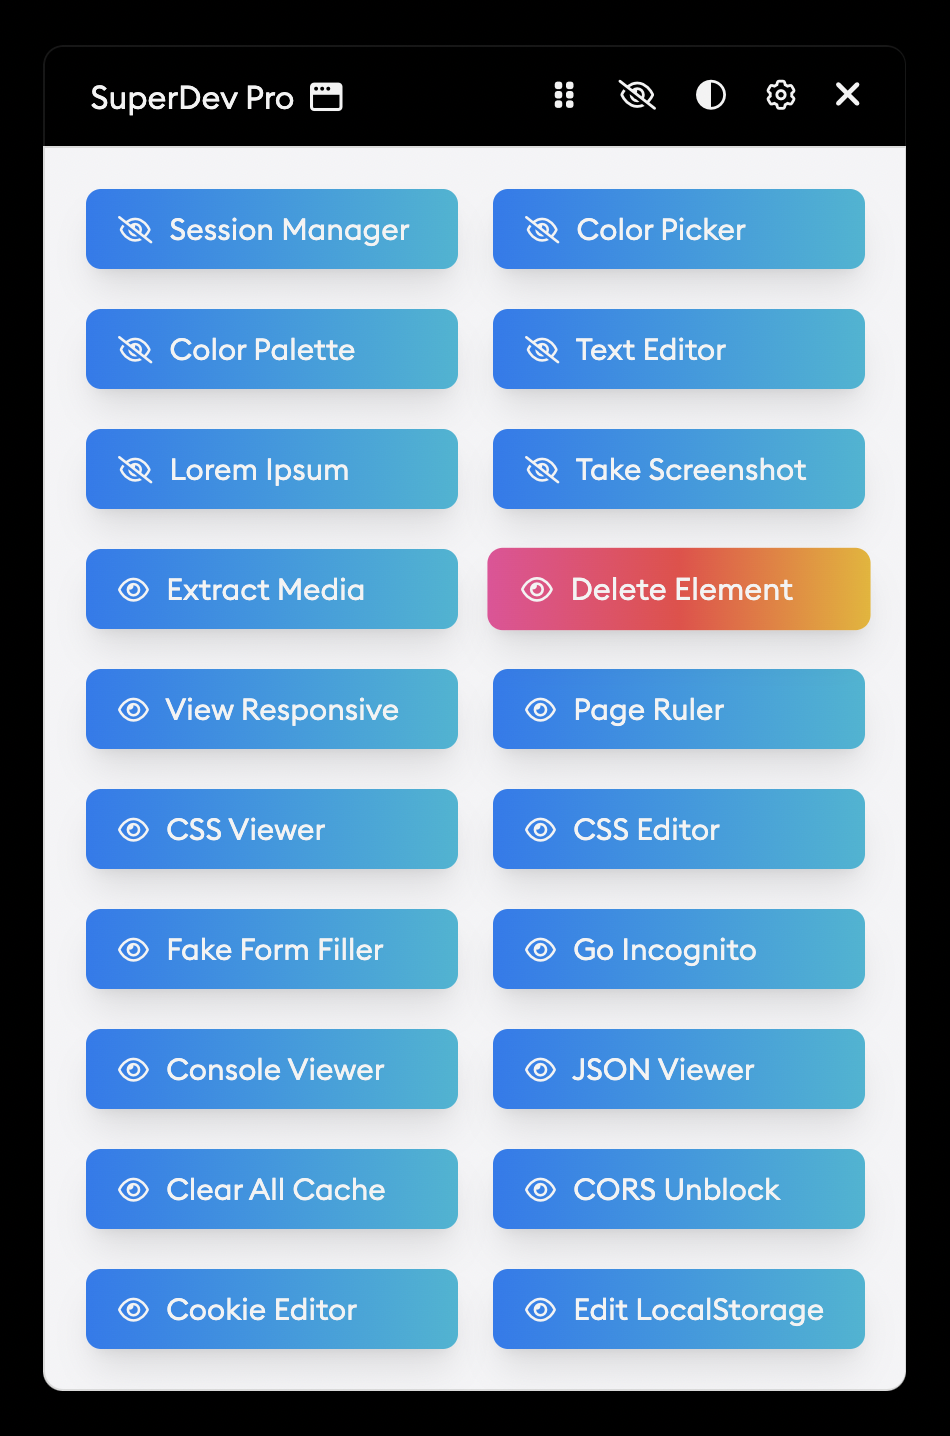 SuperDev Pro
Session Manager
Color Picker
Color Palette
Text Editor
Lorem Ipsum
Take Screenshot
Extract Media
Delete Element
View Responsive
Page Ruler
CSS Viewer
CSS Editor
Fake Form Filler
Go Incognito
Console Viewer
JSON Viewer
Clear All Cache
CORS Unblock
Cookie Editor
Edit LocalStorage